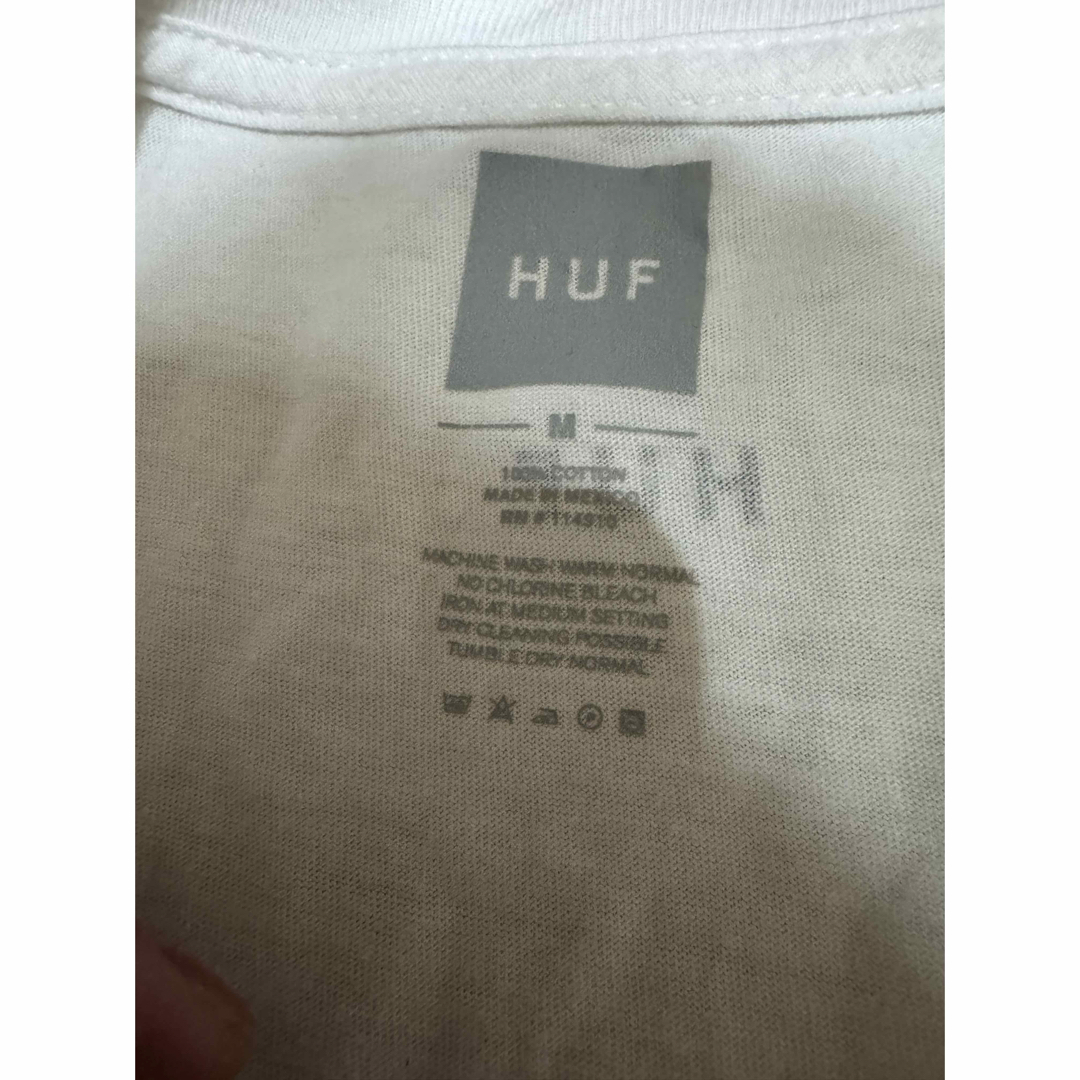 HUF
M
100% COTTON
MADE IN MEXICO
RN #
MACHINE WASH WARM NORMAL
NO CHLORINE BLEACH
IRON AT MEDIUM SETTING
DRY CLEANING POSSIBLE
TUMBLE DRY NORMAL